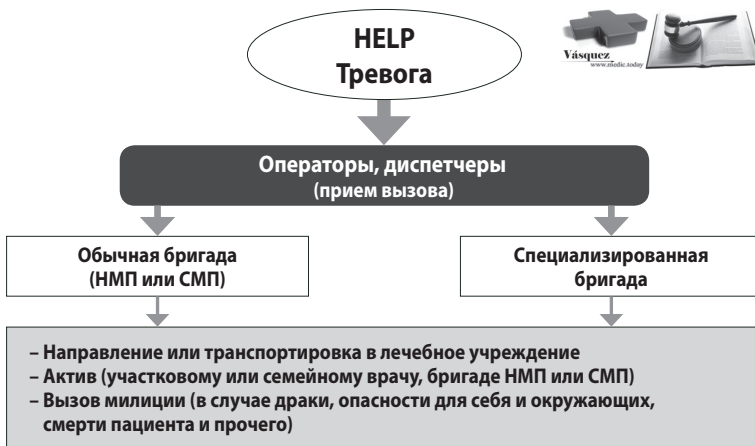 HELP
Тревога
Vásquez
www.medic.today
Операторы, диспетчеры
(прием вызова)
Обычная бригада
(НМП или СМП)
Специализированная
бригада
– Направление или транспортировка в лечебное учреждение
– Актив (участковому или семейному врачу, бригаде НМП или СМП)
– Вызов милиции (в случае драки, опасности для себя и окружающих,
смерти пациента и прочего)